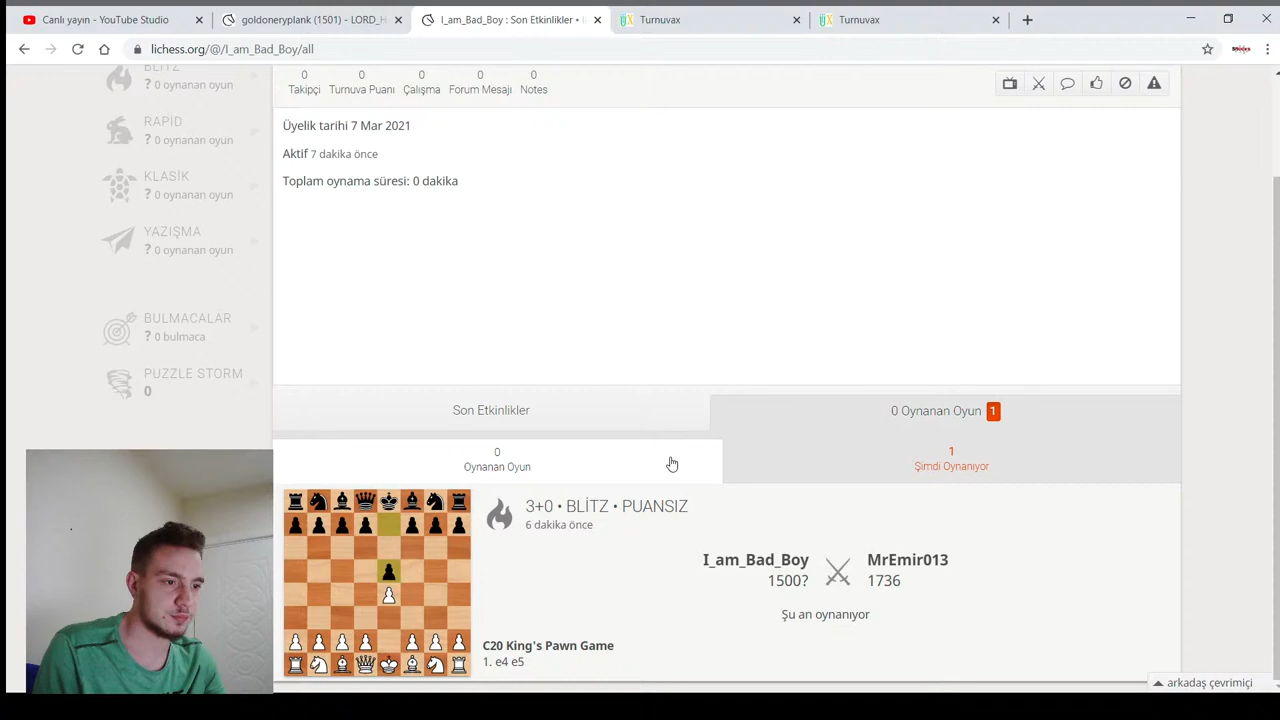 Canlı yayın - YouTube Studio
goldoneryplank (1501) - LORD_H
I_am_Bad_Boy : Son Etkinlikler •
Turnuvax
Turnuvax
lichess.org/@/I_am_Bad_Boy/all
BLİTZ
? 0 oynanan oyun
RAPİD
? 0 oynanan oyun
KLASİK
? 0 oynanan oyun
YAZIŞMA
? 0 oynanan oyun
BULMACALAR
? 0 bulmaca
PUZZLE STORM
0
0 Takipçi
0 Turnuva Puanı
0 Çalışma
0 Forum Mesajı
0 Notes
Üyelik tarihi 7 Mar 2021
Aktif 7 dakika önce
Toplam oynama süresi: 0 dakika
Son Etkinlikler
0 Oynanan Oyun 1
0
Oynanan Oyun
1
Şimdi Oynanıyor
3+0 • BLİTZ • PUANSIZ
6 dakika önce
I_am_Bad_Boy
1500?
MrEmir013
1736
Şu an oynanıyor
C20 King's Pawn Game
1. e4 e5
arkadaş çevrimiçi